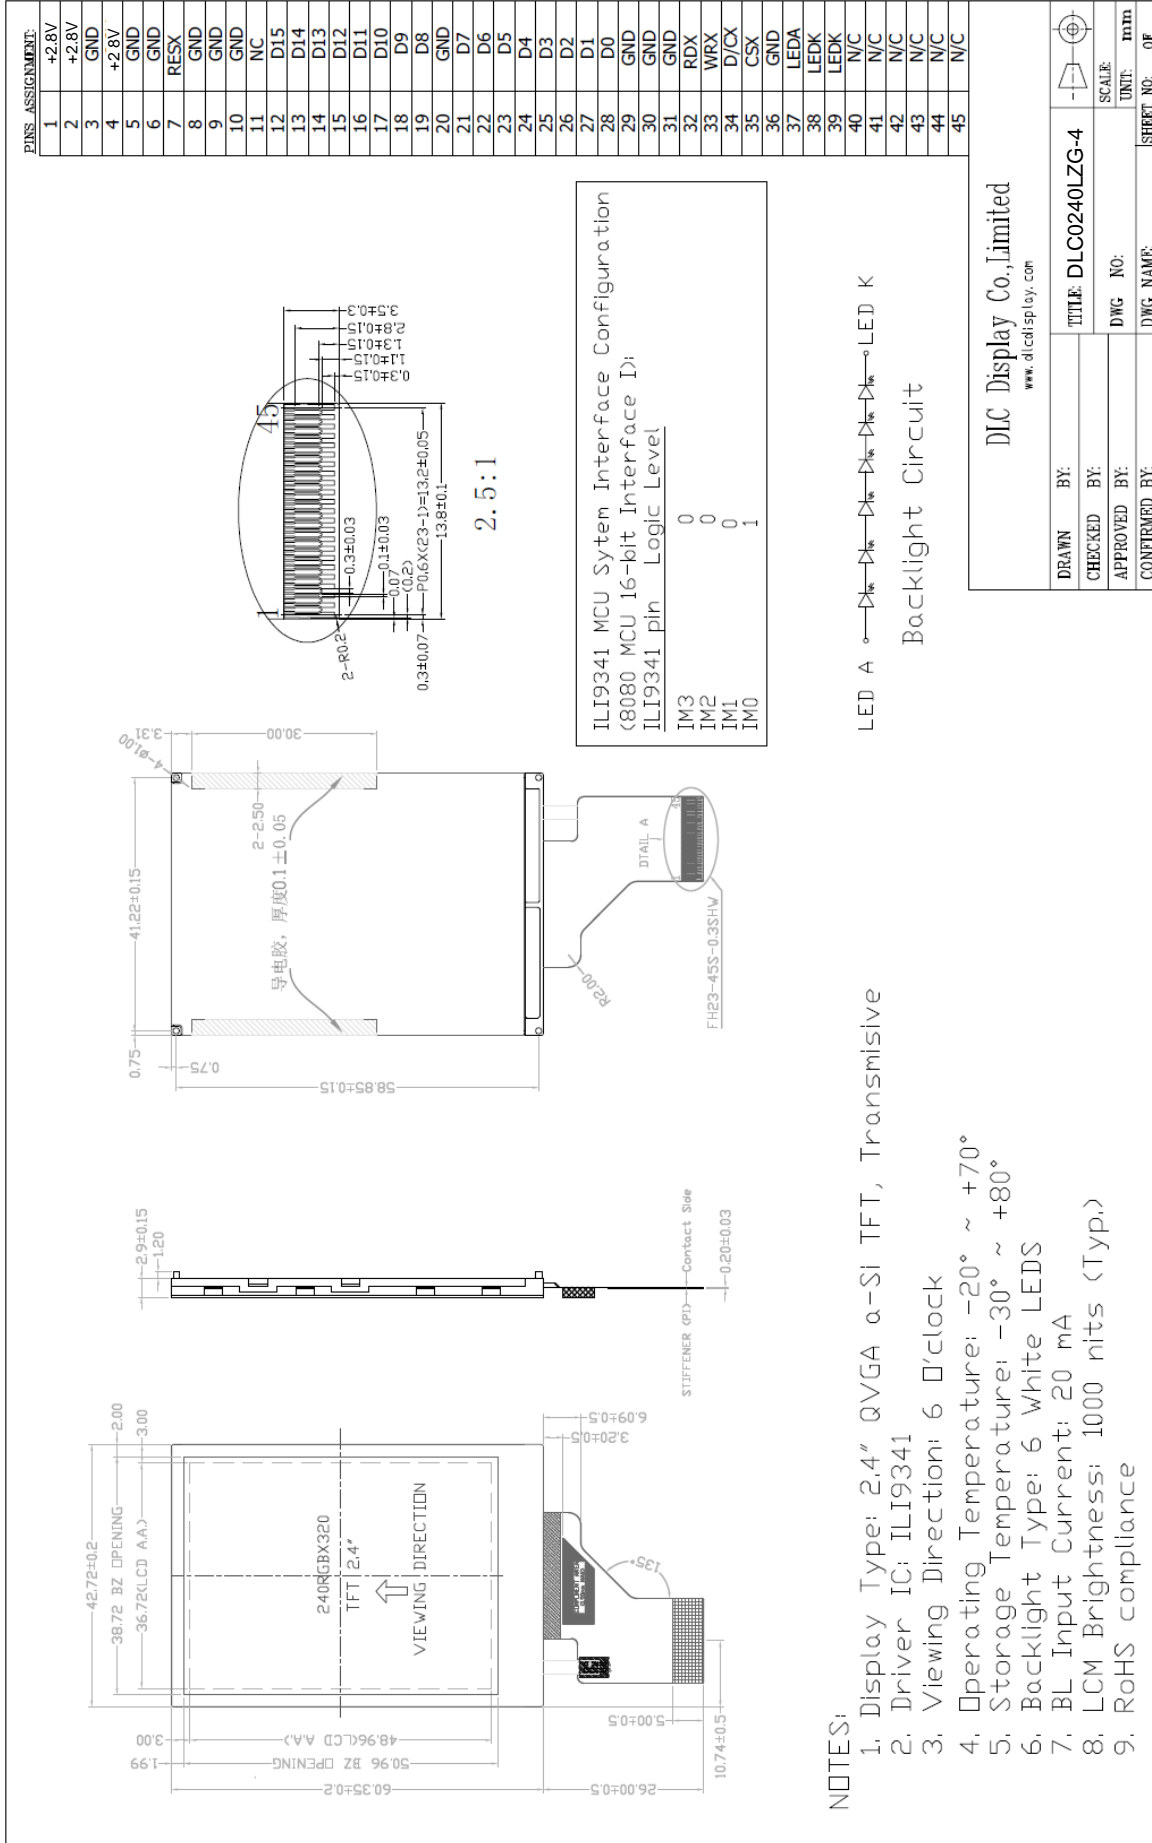 PINS ASSIGNMENT:
1 +2.8V
2 +2.8V
3 GND
4 +2.8V
5 GND
6 GND
7 RESX
8 GND
9 GND
10 GND
11 NC
12 D15
13 D14
14 D13
15 D12
16 D11
17 D10
18 D9
19 D8
20 GND
21 D7
22 D6
23 D5
24 D4
25 D3
26 D2
27 D1
28 D0
29 GND
30 GND
31 GND
32 RDX
33 WRX
34 D/CX
35 CSX
36 GND
37 LEDA
38 LEDK
39 LEDK
40 N/C
41 N/C
42 N/C
43 N/C
44 N/C
45 N/C
42.72±0.2
38.72 BZ OPENING
36.72(LCD A.A.)
2.00
3.00
1.99
3.00
60.35±0.2
50.96 BZ OPENING
48.96(LCD A.A.)
240RGBX320
TFT 2.4"
VIEWING DIRECTION
3.20±0.5
6.09±0.5
135°
26.00±0.5
5.00±0.5
10.74±0.5
2.9±0.15
1.20
STIFFENER (PI)
Contact Side
0.20±0.03
0.75
41.22±0.15
4-ø1.00
3.31
30.00
2-2.50
导电胶, 厚度0.1±0.05
0.75
58.85±0.15
R2.00
DTAIL A
1
45
FH23-45S-0.3SHW
1
45
3.5±0.3
2.8±0.15
1.3±0.15
1.1±0.15
0.3±0.15
2-R0.2
0.3±0.03
0.1±0.03
0.07
(0.2)
0.3±0.07
P0.6X(23-1)=13.2±0.05
13.8±0.1
2.5:1
ILI9341 MCU Sytem Interface Configuration
(8080 MCU 16-bit Interface I):
ILI9341 pin Logic Level
IM3 0
IM2 0
IM1 0
IM0 1
LED A
LED K
Backlight Circuit
NOTES:
1. Display Type: 2.4" QVGA a-Si TFT, Transmisive
2. Driver IC: ILI9341
3. Viewing Direction: 6 O'clock
4. Operating Temperature: -20° ~ +70°
5. Storage Temperature: -30° ~ +80°
6. Backlight Type: 6 White LEDS
7. BL Input Current: 20 mA
8. LCM Brightness: 1000 nits (Typ.)
9. RoHS compliance
DLC Display Co.,Limited
www.dlcdisplay.com
DRAWN BY:
CHECKED BY:
APPROVED BY:
CONFIRMED BY:
TITLE: DLC0240LZG-4
DWG NO:
DWG NAME:
SCALE:
UNIT: mm
SHEET NO: OF